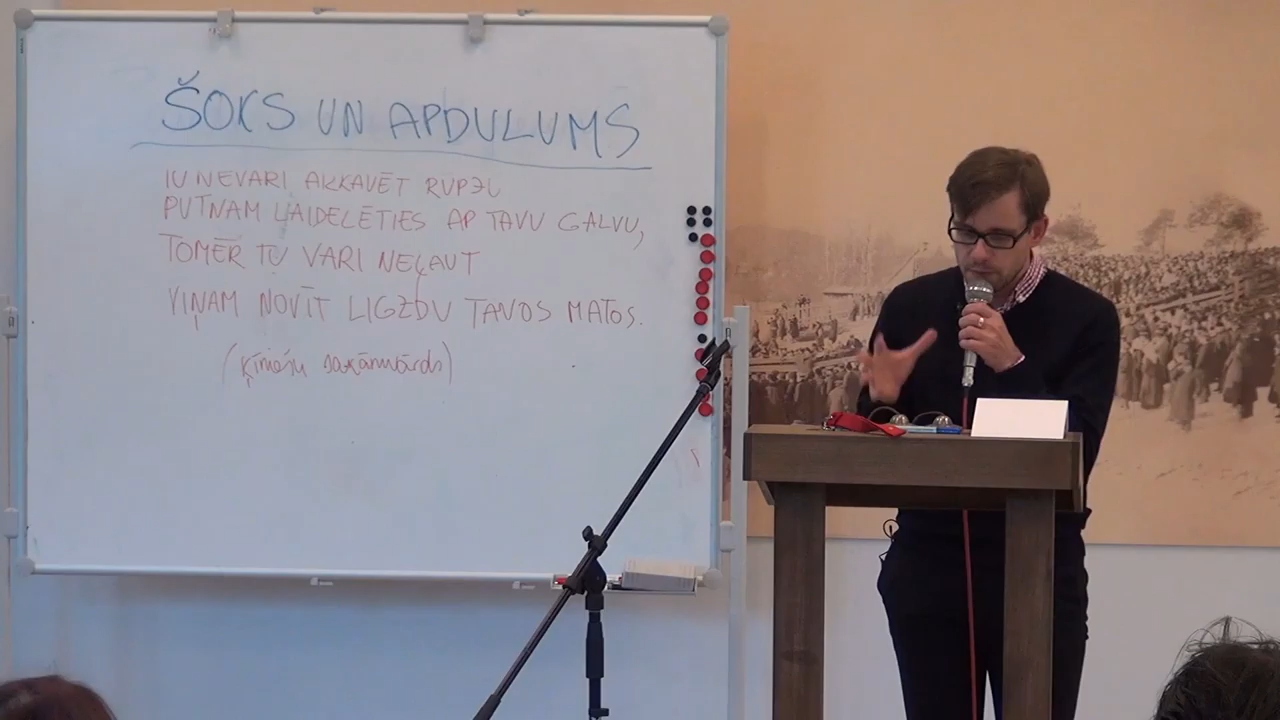 ŠOKS UN APDULUMS
TU NEVARI AIZKAVĒT RŪPJU
PUTNAM LAIDELĒTIES AP TAVU GALVU,
TOMĒR TU VARI NEĻAUT
VIŅAM NOVĪT LIGZDU TAVOS MATOS.
(Ķīniešu sakāmvārds)